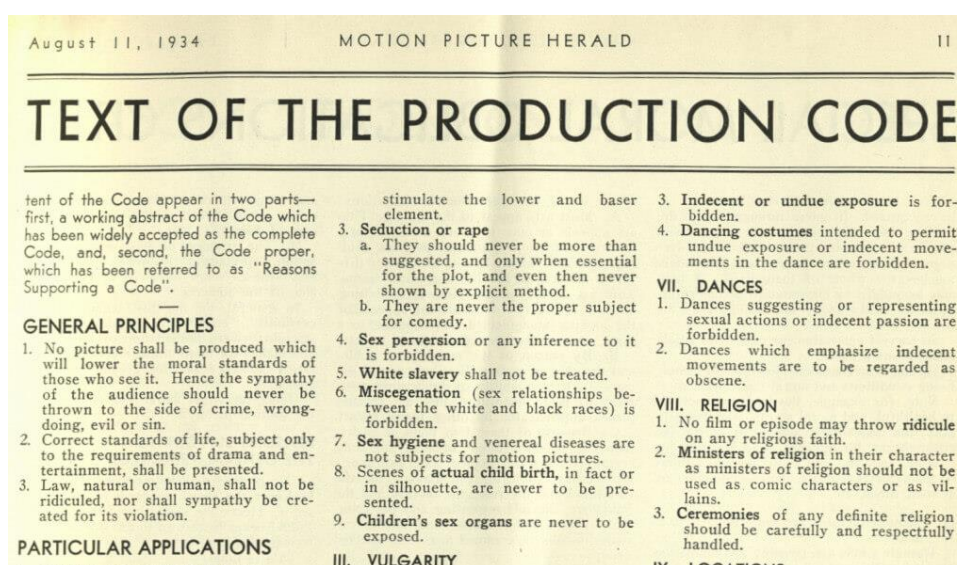 August 11, 1934
MOTION PICTURE HERALD
11
TEXT OF THE PRODUCTION CODE
tent of the Code appear in two parts—
first, a working abstract of the Code which
has been widely accepted as the complete
Code, and, second, the Code proper,
which has been referred to as "Reasons
Supporting a Code".
GENERAL PRINCIPLES
1. No picture shall be produced which
will lower the moral standards of
those who see it. Hence the sympathy
of the audience should never be
thrown to the side of crime, wrong-
doing, evil or sin.
2. Correct standards of life, subject only
to the requirements of drama and en-
tertainment, shall be presented.
3. Law, natural or human, shall not be
ridiculed, nor shall sympathy be cre-
ated for its violation.
PARTICULAR APPLICATIONS
stimulate the lower and baser
element.
3. Seduction or rape
a. They should never be more than
suggested, and only when essential
for the plot, and even then never
shown by explicit method.
b. They are never the proper subject
for comedy.
4. Sex perversion or any inference to it
is forbidden.
5. White slavery shall not be treated.
6. Miscegenation (sex relationships be-
tween the white and black races) is
forbidden.
7. Sex hygiene and venereal diseases are
not subjects for motion pictures.
8. Scenes of actual child birth, in fact or
in silhouette, are never to be pre-
sented.
9. Children's sex organs are never to be
exposed.
III. VULGARITY
3. Indecent or undue exposure is for-
bidden.
4. Dancing costumes intended to permit
undue exposure or indecent move-
ments in the dance are forbidden.
VII. DANCES
1. Dances suggesting or representing
sexual actions or indecent passion are
forbidden.
2. Dances which emphasize indecent
movements are to be regarded as
obscene.
VIII. RELIGION
1. No film or episode may throw ridicule
on any religious faith.
2. Ministers of religion in their character
as ministers of religion should not be
used as comic characters or as vil-
lains.
3. Ceremonies of any definite religion
should be carefully and respectfully
handled.
IX. LOCATIONS